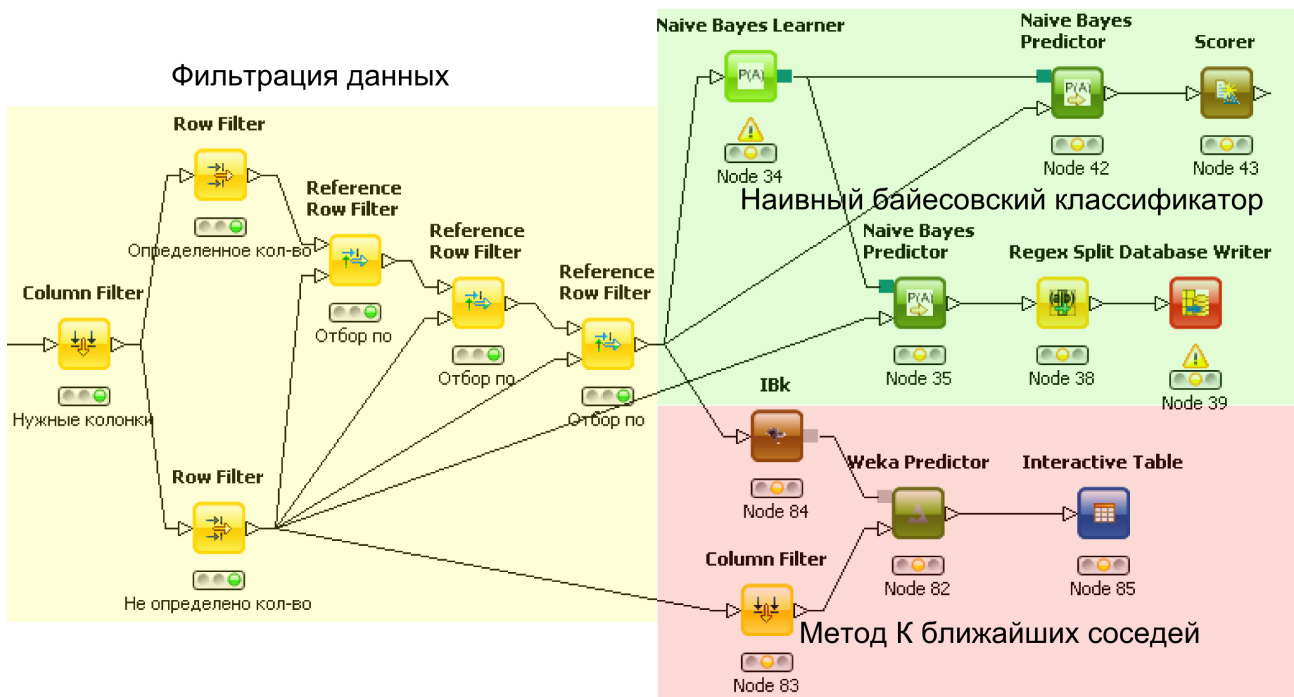 Фильтрация данных
Row Filter
Определенное кол-во
Reference
Row Filter
Отбор по
Reference
Row Filter
Отбор по
Reference
Row Filter
Отбор по
Column Filter
Нужные колонки
Row Filter
Не определено кол-во
Naive Bayes Learner
P(A)
Node 34
Naive Bayes
Predictor
P(A)
Node 42
Scorer
Node 43
Наивный байесовский классификатор
Naive Bayes
Predictor
P(A)
Node 35
Regex Split
(a|b)
Node 38
Database Writer
Node 39
IBk
Node 84
Weka Predictor
Node 82
Interactive Table
Node 85
Column Filter
Node 83
Метод К ближайших соседей